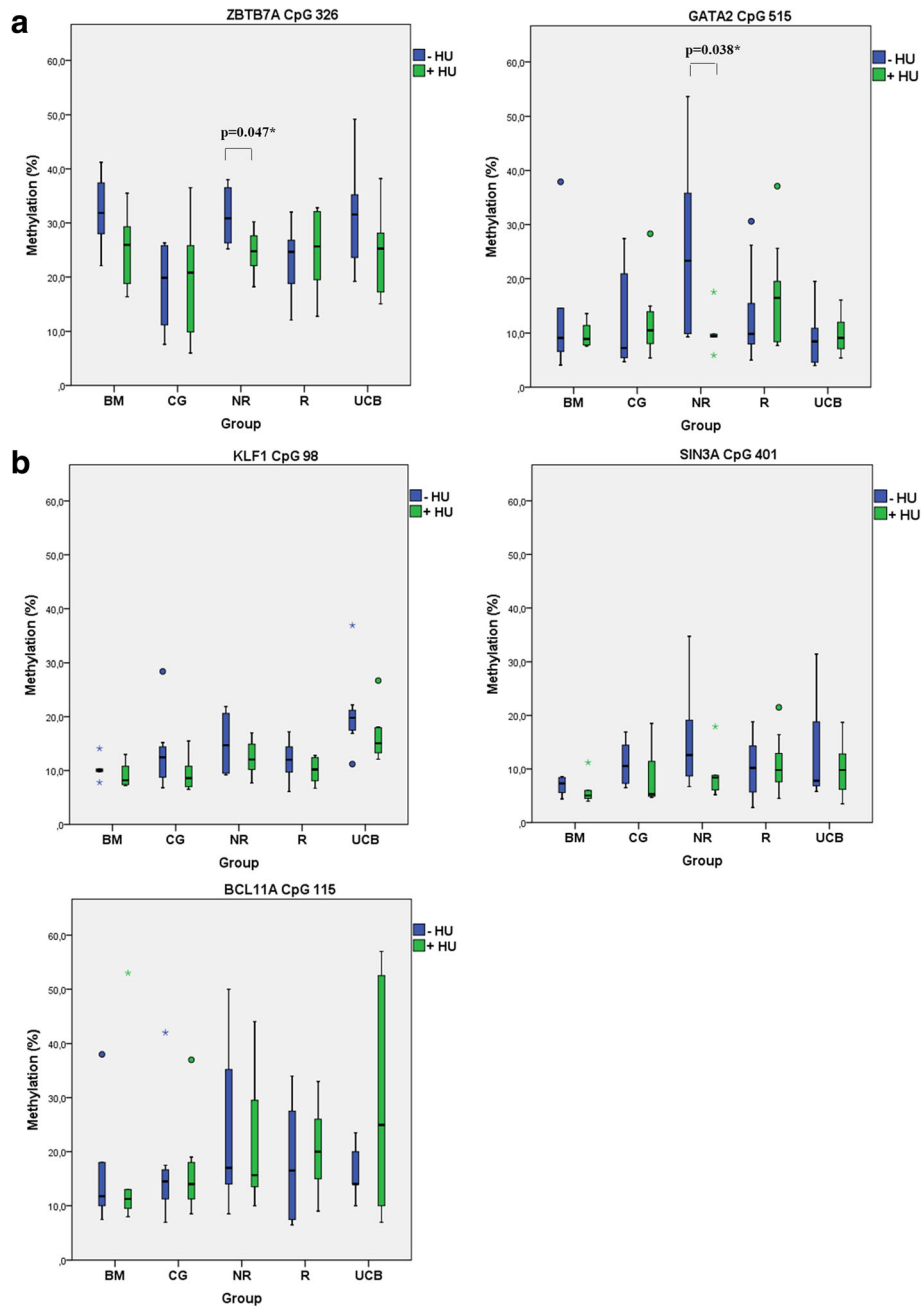 a
ZBTB7A CpG 326
- HU
+ HU
Methylation (%)
60,0
50,0
40,0
30,0
20,0
10,0
,0
p=0.047*
BM CG NR R UCB
Group
GATA2 CpG 515
- HU
+ HU
Methylation (%)
60,0
50,0
40,0
30,0
20,0
10,0
,0
p=0.038*
BM CG NR R UCB
Group
b
KLF1 CpG 98
- HU
+ HU
Methylation (%)
60,0
50,0
40,0
30,0
20,0
10,0
,0
BM CG NR R UCB
Group
SIN3A CpG 401
- HU
+ HU
Methylation (%)
60,0
50,0
40,0
30,0
20,0
10,0
,0
BM CG NR R UCB
Group
BCL11A CpG 115
- HU
+ HU
Methylation (%)
60,0
50,0
40,0
30,0
20,0
10,0
,0
BM CG NR R UCB
Group